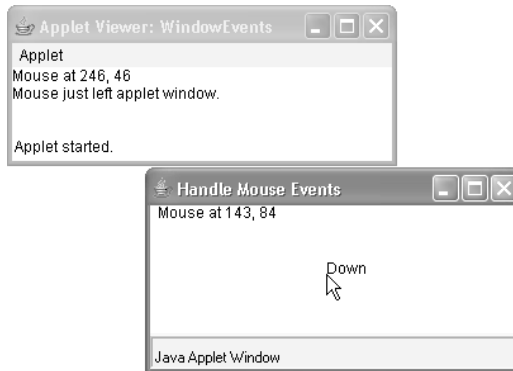 Applet Viewer: WindowEvents
Applet
Mouse at 246, 46
Mouse just left applet window.
Applet started.
Handle Mouse Events
Mouse at 143, 84
Down
Java Applet Window